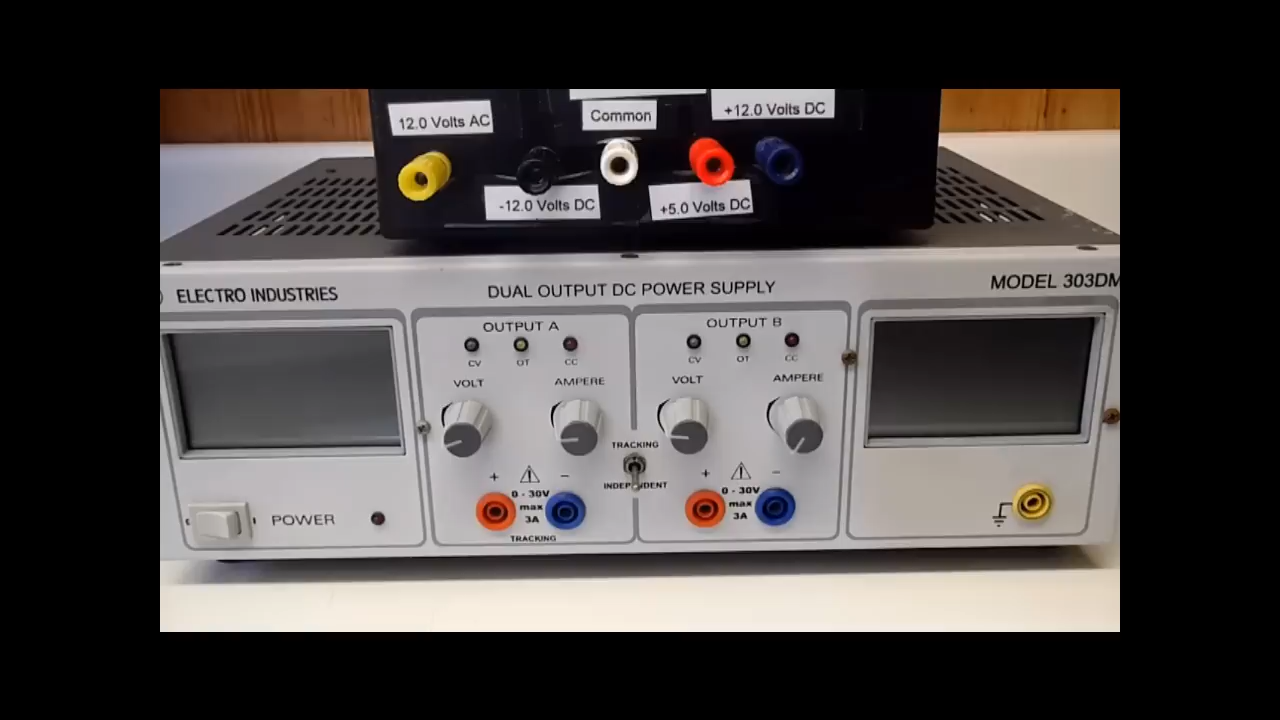 12.0 Volts AC
Common
+12.0 Volts DC
-12.0 Volts DC
+5.0 Volts DC
ELECTRO INDUSTRIES
DUAL OUTPUT DC POWER SUPPLY
MODEL 303DM
OUTPUT A
CV OT CC
VOLT AMPERE
OUTPUT B
CV OT CC
VOLT AMPERE
TRACKING
INDEPENDENT
+ -
0 - 30V
max
3A
TRACKING
+ -
0 - 30V
max
3A
POWER